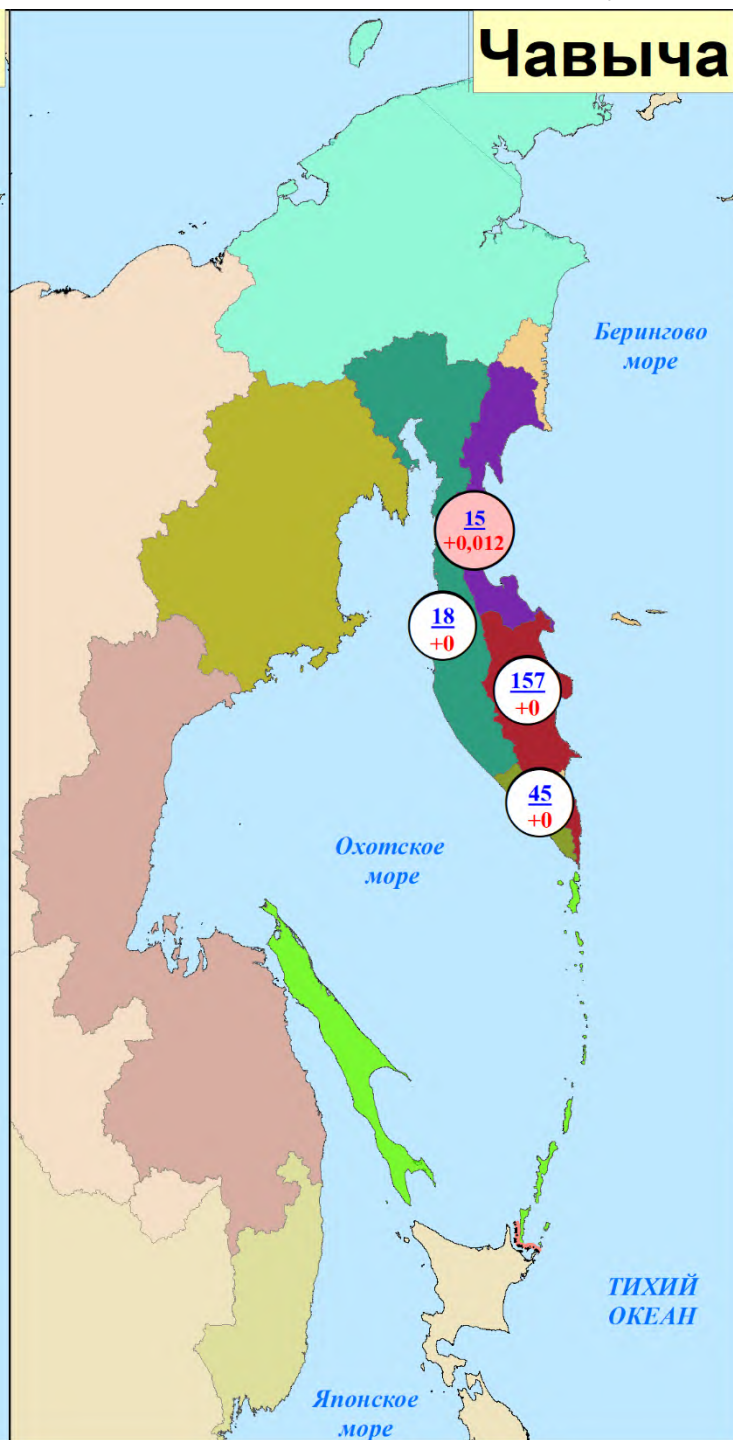 Чавыча
Берингово
море
15
+0,012
18
+0
157
+0
45
+0
Охотское
море
ТИХИЙ
ОКЕАН
Японское
море